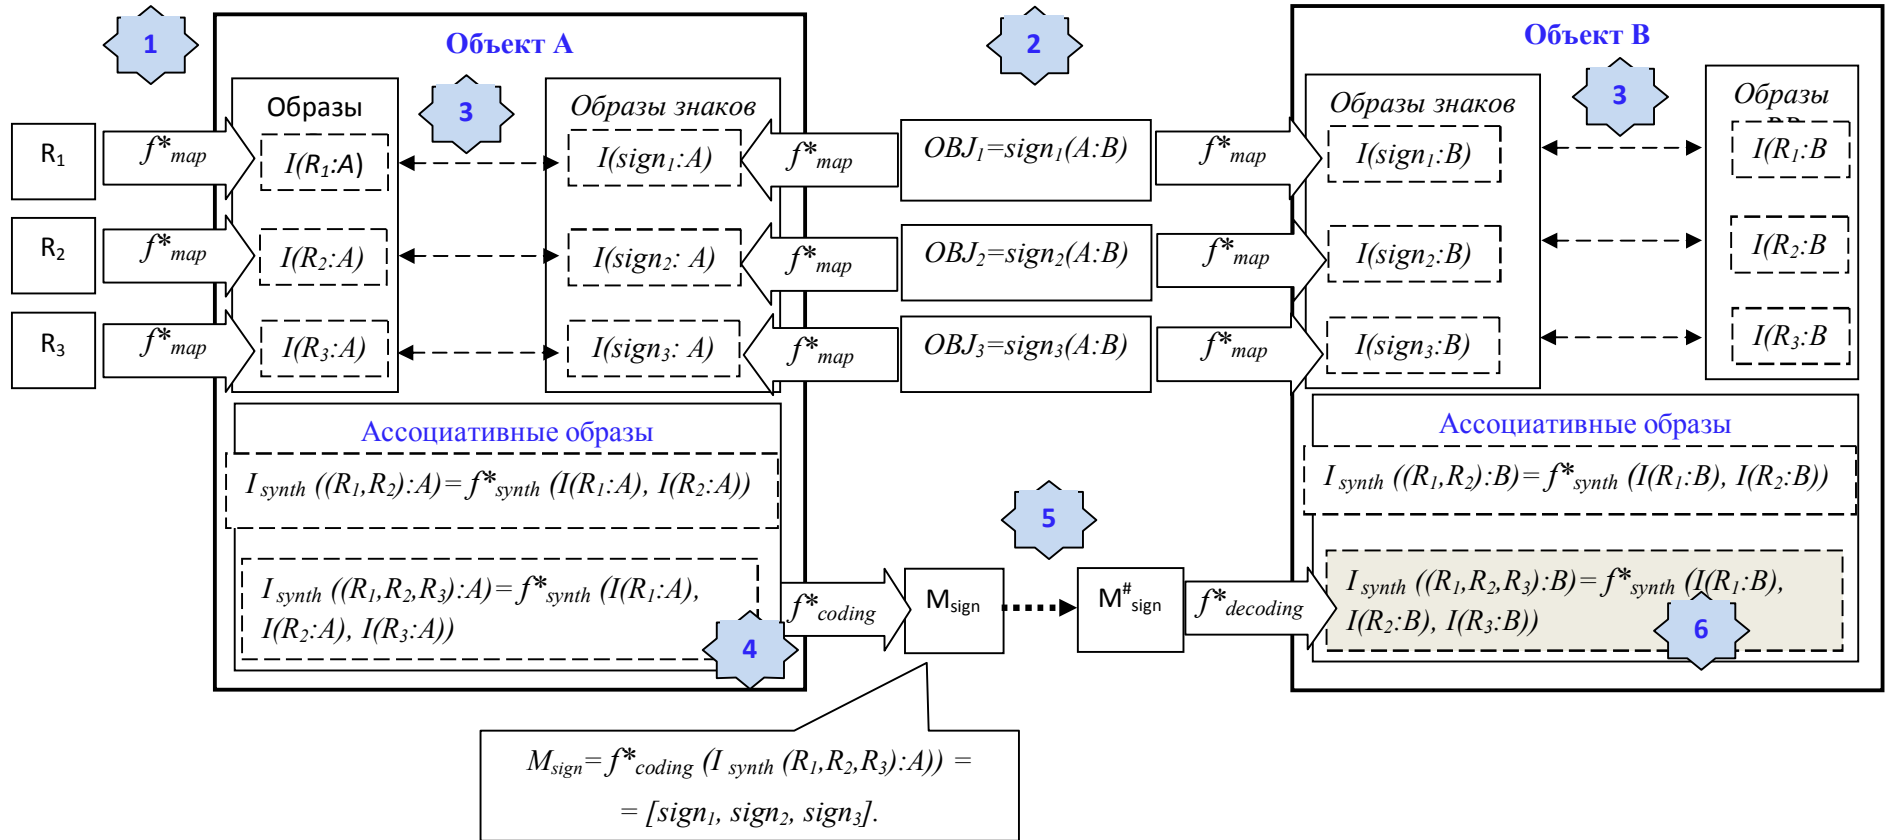 1
2
Объект А
Объект В
3
3
Образы
Образы знаков
Образы знаков
Образы
R1
f*map
I(R1:A)
I(sign1:A)
f*map
OBJ1=sign1(A:B)
f*map
I(sign1:B)
I(R1:B
R2
f*map
I(R2:A)
I(sign2: A)
f*map
OBJ2=sign2(A:B)
f*map
I(sign2:B)
I(R2:B
R3
f*map
I(R3:A)
I(sign3: A)
f*map
OBJ3=sign3(A:B)
f*map
I(sign3:B)
I(R3:B
Ассоциативные образы
I synth ((R1,R2):A)= f*synth (I(R1:A), I(R2:A))
I synth ((R1,R2,R3):A)= f*synth (I(R1:A),
I(R2:A), I(R3:A))
4
f*coding
Msign
5
M#sign
f*decoding
Ассоциативные образы
I synth ((R1,R2):B)= f*synth (I(R1:B), I(R2:B))
I synth ((R1,R2,R3):B)= f*synth (I(R1:B),
I(R2:B), I(R3:B))
6
Msign= f*coding (I synth (R1,R2,R3):A)) =
= [sign1, sign2, sign3].